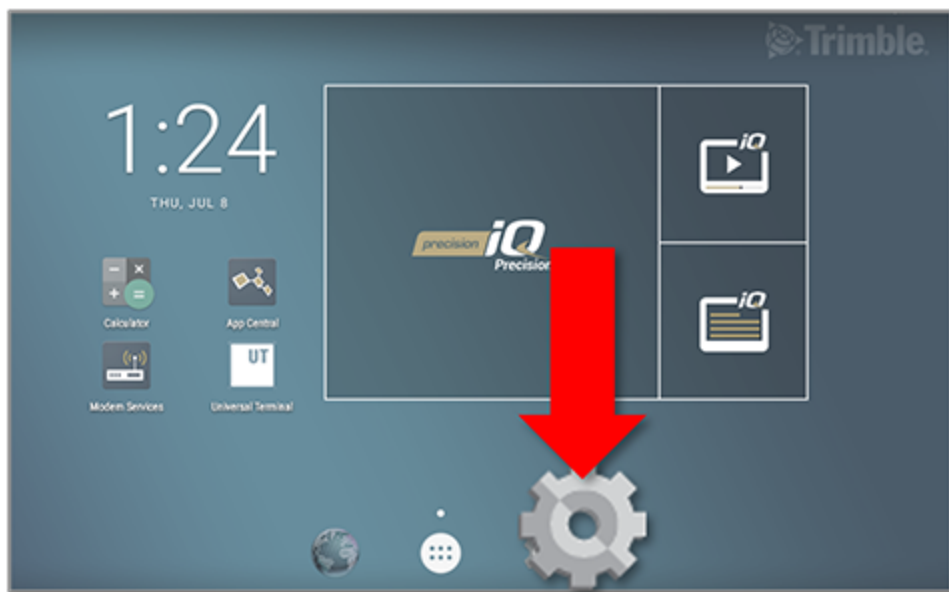 Trimble.
1:24
THU, JUL 8
precision iQ
Precision
iQ
iQ
Calculator
App Central
UT
Modem Services
Universal Terminal